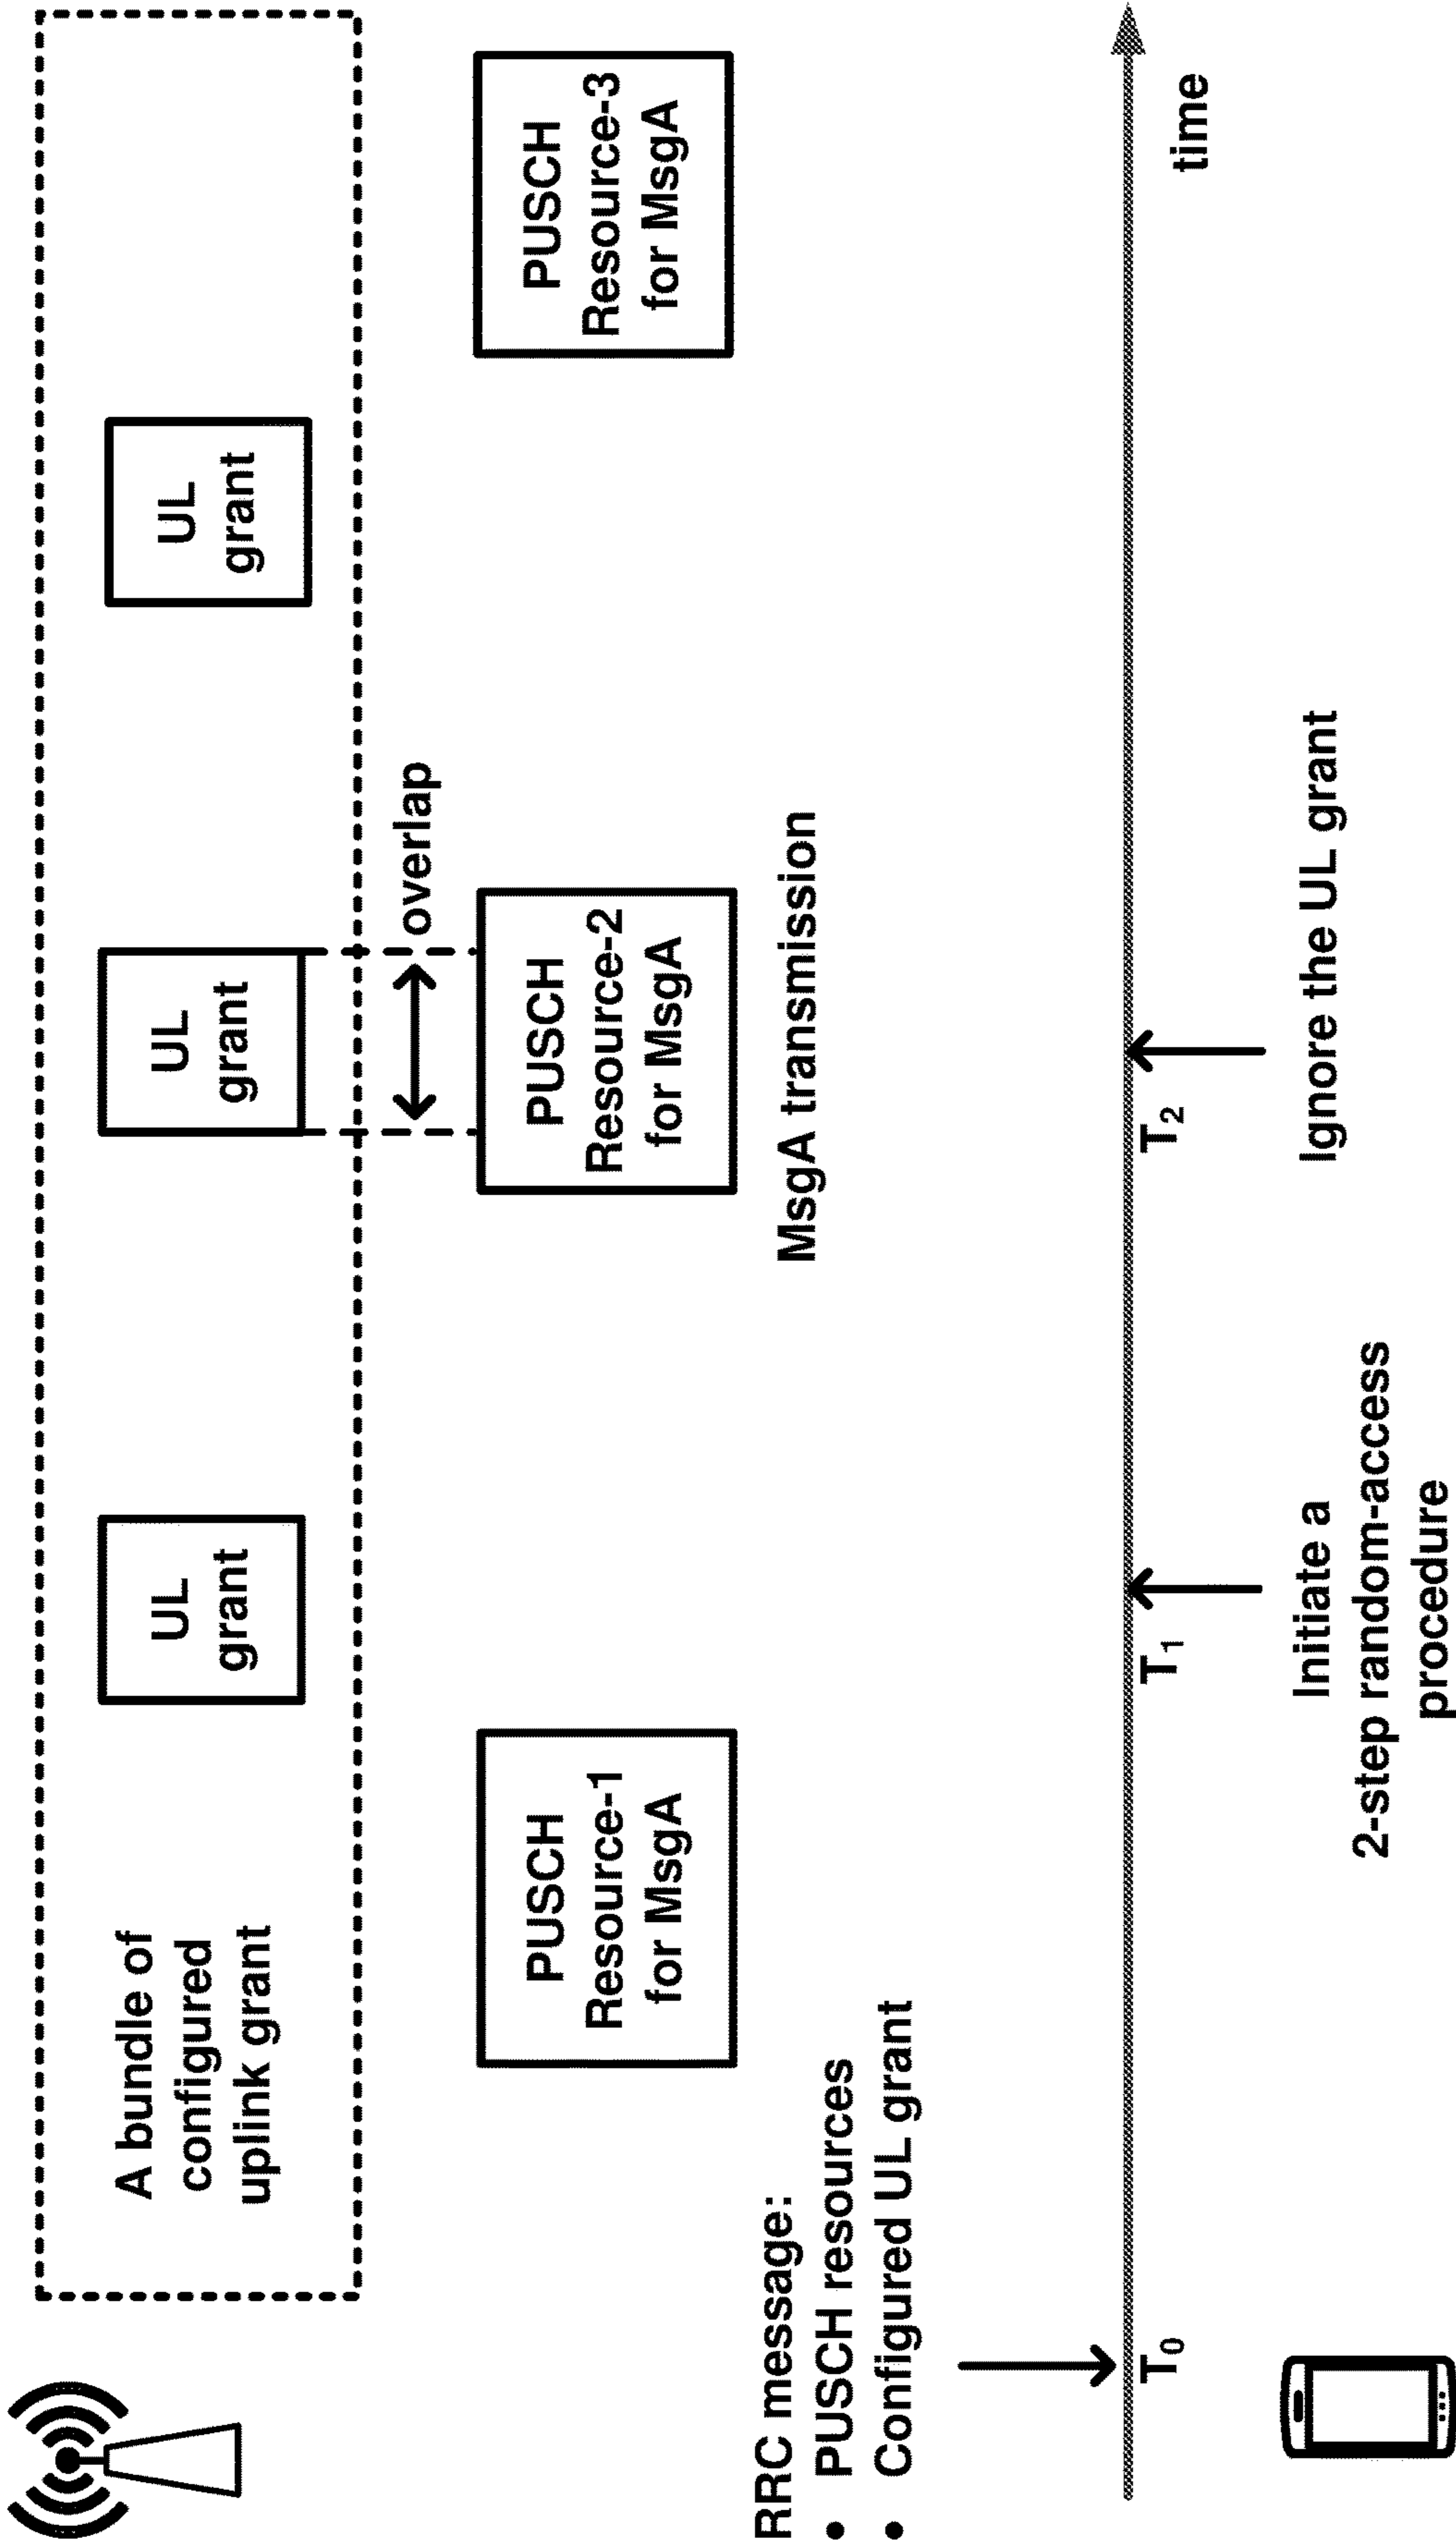 A bundle of
configured
uplink grant
UL
grant
UL
grant
UL
grant
overlap
PUSCH
Resource-1
for MsgA
PUSCH
Resource-2
for MsgA
PUSCH
Resource-3
for MsgA
MsgA transmission
RRC message:
• PUSCH resources
• Configured UL grant
T0
T1
T2
time
Initiate a
2-step random-access
procedure
Ignore the UL grant